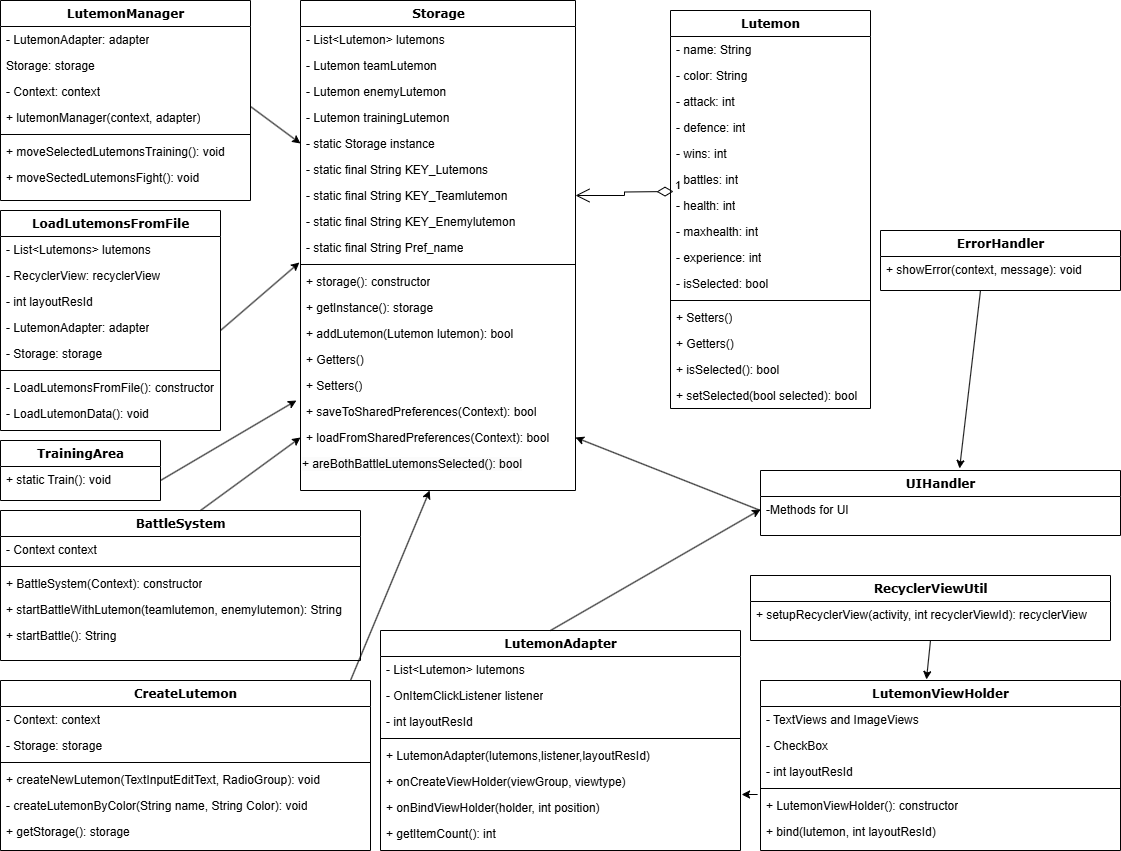 LutemonManager
- LutemonAdapter: adapter
Storage: storage
- Context: context
+ lutemonManager(context, adapter)
+ moveSelectedLutemonsTraining(): void
+ moveSectedLutemonsFight(): void
LoadLutemonsFromFile
- List<Lutemons> lutemons
- RecyclerView: recyclerView
- int layoutResId
- LutemonAdapter: adapter
- Storage: storage
- LoadLutemonsFromFile(): constructor
- LoadLutemonData(): void
TrainingArea
+ static Train(): void
BattleSystem
- Context context
+ BattleSystem(Context): constructor
+ startBattleWithLutemon(teamlutemon, enemylutemon): String
+ startBattle(): String
CreateLutemon
- Context: context
- Storage: storage
+ createNewLutemon(TextInputEditText, RadioGroup): void
- createLutemonByColor(String name, String Color): void
+ getStorage(): storage
Storage
- List<Lutemon> lutemons
- Lutemon teamLutemon
- Lutemon enemyLutemon
- Lutemon trainingLutemon
- static Storage instance
- static final String KEY_Lutemons
- static final String KEY_Teamlutemon
- static final String KEY_Enemylutemon
- static final String Pref_name
+ storage(): constructor
+ getInstance(): storage
+ addLutemon(Lutemon lutemon): bool
+ Getters()
+ Setters()
+ saveToSharedPreferences(Context): bool
+ loadFromSharedPreferences(Context): bool
+ areBothBattleLutemonsSelected(): bool
Lutemon
- name: String
- color: String
- attack: int
- defence: int
- wins: int
- battles: int
1
- health: int
- maxhealth: int
- experience: int
- isSelected: bool
+ Setters()
+ Getters()
+ isSelected(): bool
+ setSelected(bool selected): bool
ErrorHandler
+ showError(context, message): void
UIHandler
-Methods for UI
RecyclerViewUtil
+ setupRecyclerView(activity, int recyclerViewId): recyclerView
LutemonAdapter
- List<Lutemon> lutemons
- OnItemClickListener listener
- int layoutResId
+ LutemonAdapter(lutemons,listener,layoutResId)
+ onCreateViewHolder(viewGroup, viewtype)
+ onBindViewHolder(holder, int position)
+ getItemCount(): int
LutemonViewHolder
- TextViews and ImageViews
- CheckBox
- int layoutResId
+ LutemonViewHolder(): constructor
+ bind(lutemon, int layoutResId)